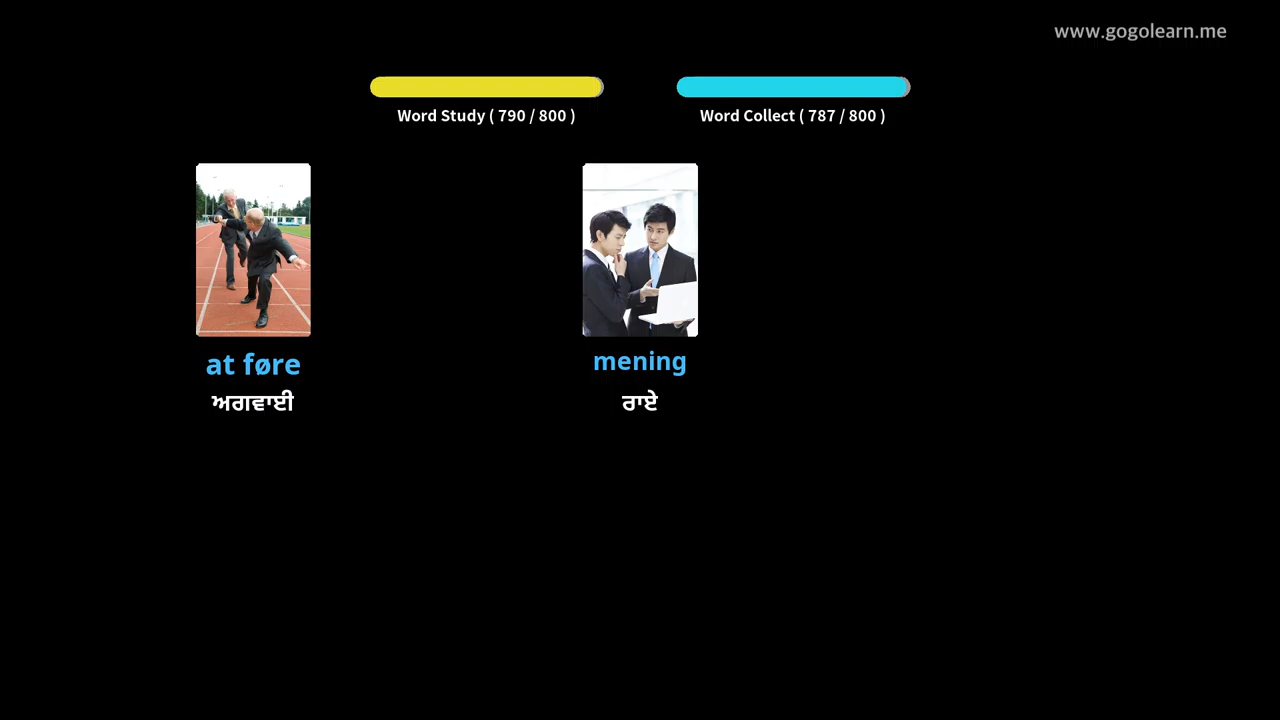 www.gogolearn.me
Word Study ( 790 / 800 )
Word Collect ( 787 / 800 )
at føre
ਅਗਵਾਈ
mening
ਰਾਏ